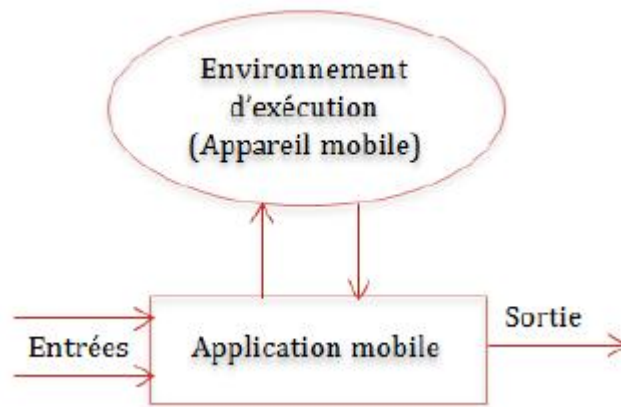 Environnement
d'exécution
(Appareil mobile)
Entrées
Application mobile
Sortie